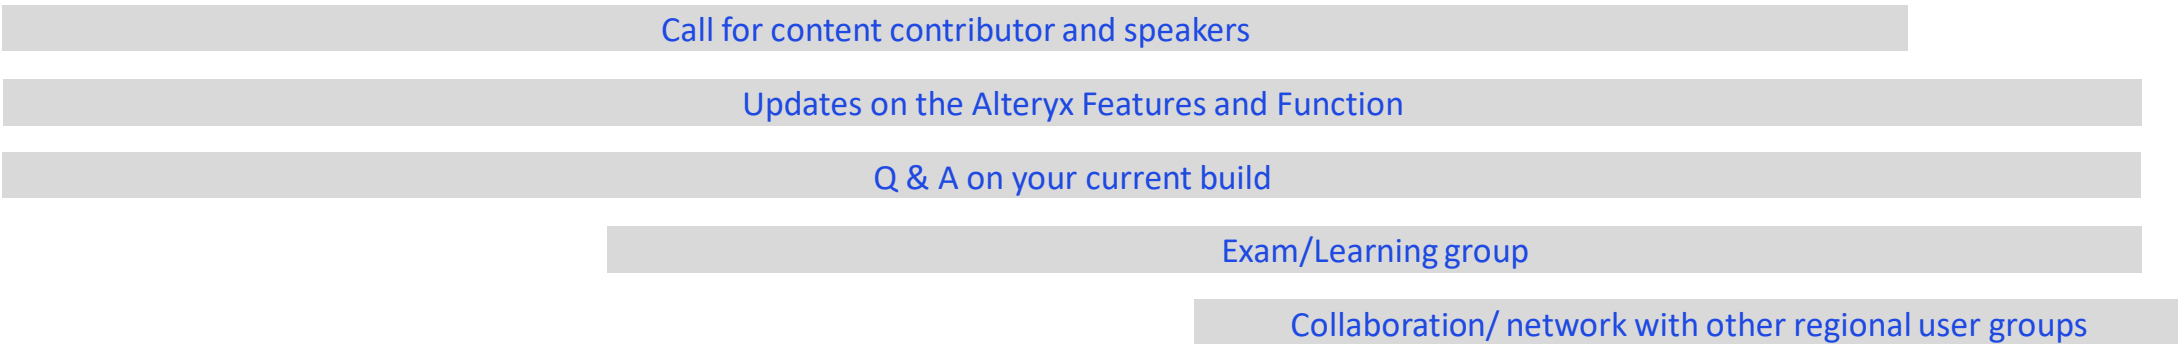 Call for content contributor and speakers
Updates on the Alteryx Features and Function
Q & A on your current build
Exam/Learning group
Collaboration/ network with other regional user groups